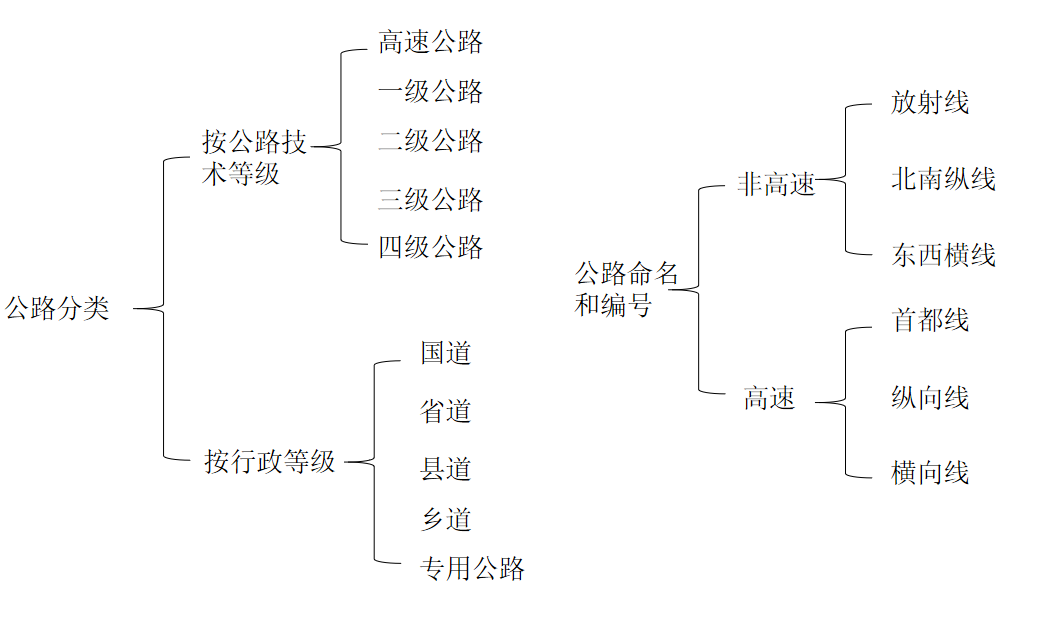 公路分类
按公路技
术等级
高速公路
一级公路
二级公路
三级公路
四级公路
按行政等级
国道
省道
县道
乡道
专用公路
公路命名
和编号
非高速
放射线
北南纵线
东西横线
高速
首都线
纵向线
横向线